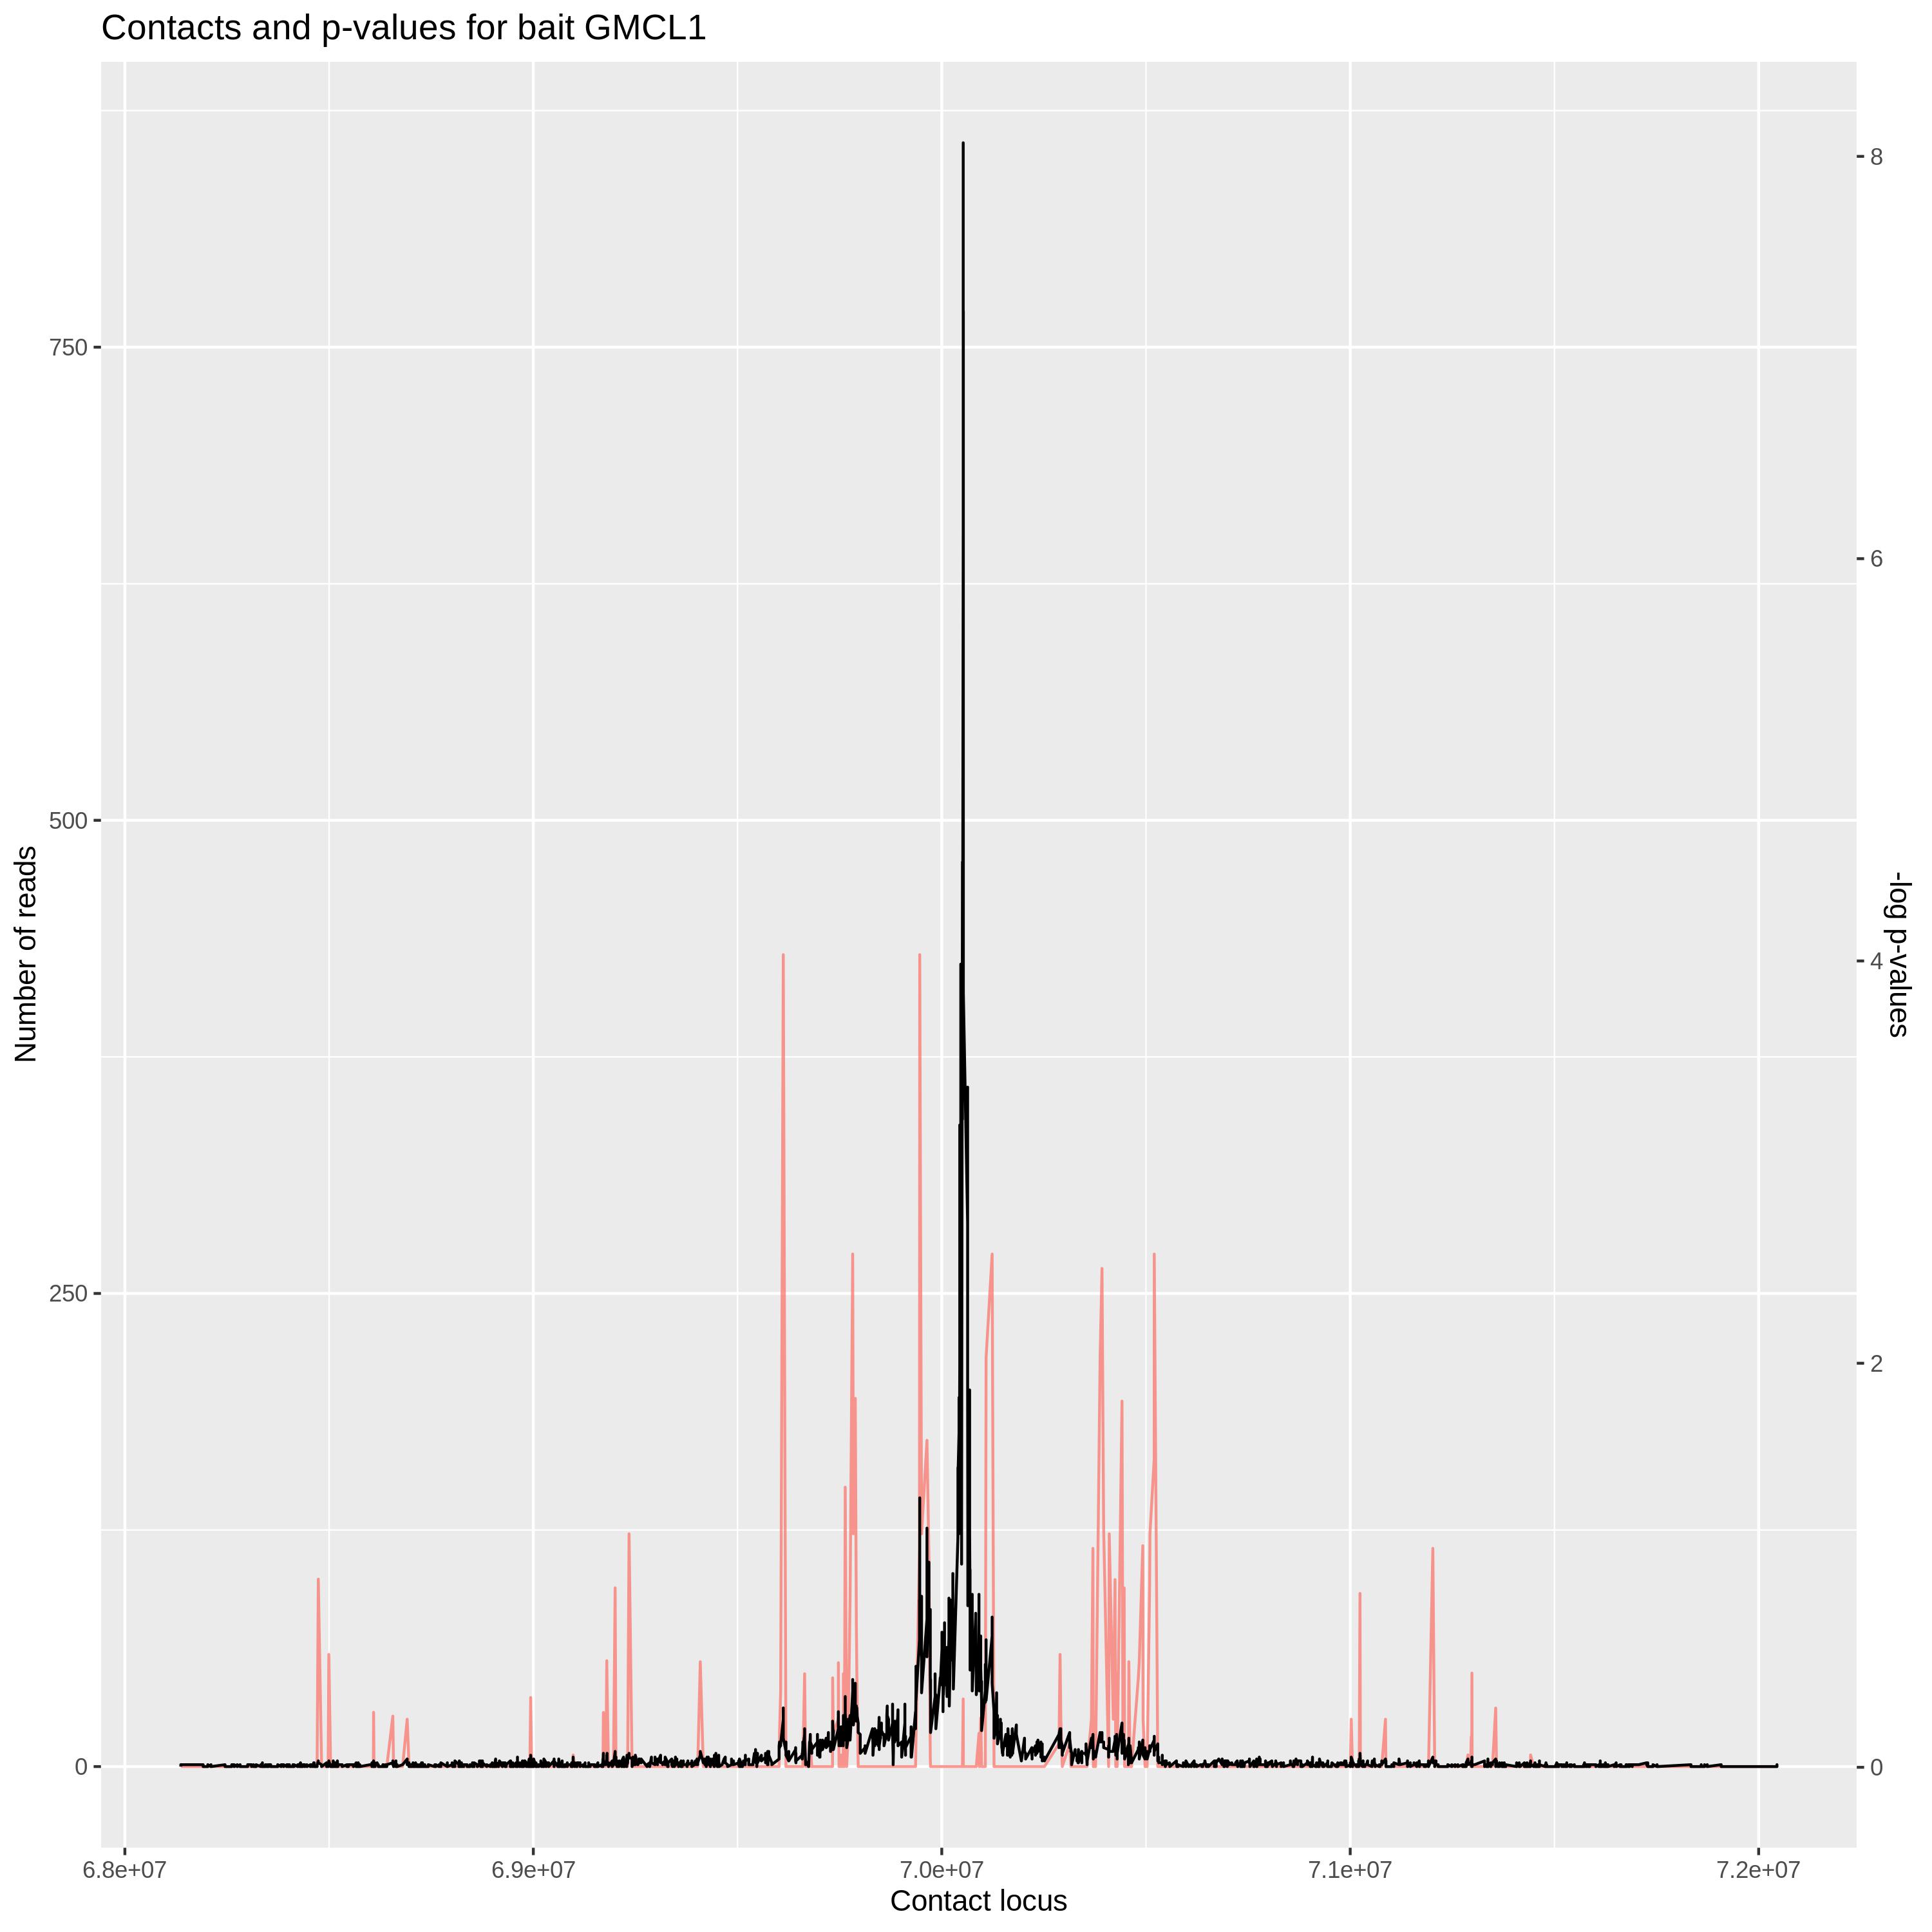 Contacts and p-values for bait GMCL1
Number of reads
750
500
250
0
8
6
4
2
0
-log p-values
6.8e+07
6.9e+07
7.0e+07
7.1e+07
7.2e+07
Contact locus